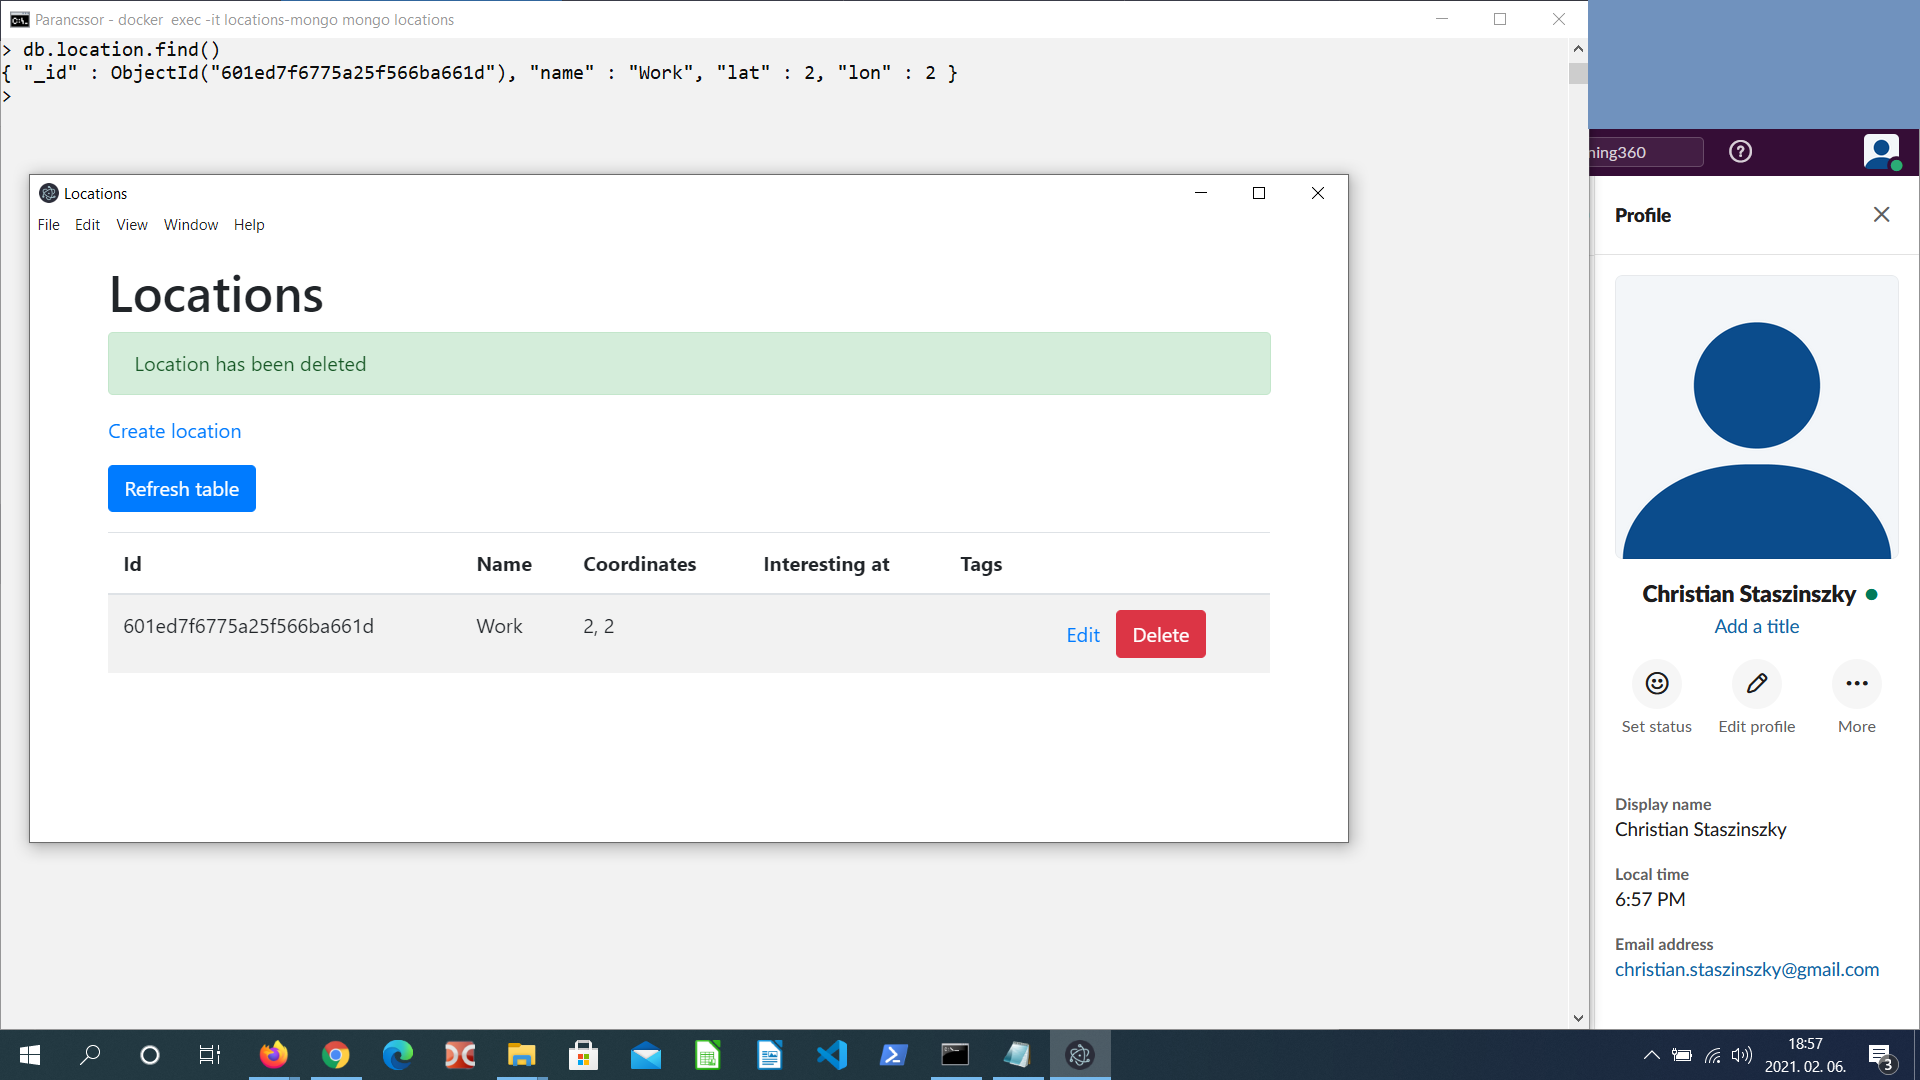 Parancssor - docker exec -it locations-mongo mongo locations
> db.location.find()
{ "_id" : ObjectId("601ed7f6775a25f566ba661d"), "name" : "Work", "lat" : 2, "lon" : 2 }
>
Locations
File Edit View Window Help
Locations
Location has been deleted
Create location
Refresh table
Id Name Coordinates Interesting at Tags
601ed7f6775a25f566ba661d Work 2, 2 Edit Delete
ning360
Profile
Christian Staszinszky
Add a title
Set status Edit profile More
Display name
Christian Staszinszky
Local time
6:57 PM
Email address
christian.staszinszky@gmail.com
18:57
2021. 02. 06.
3